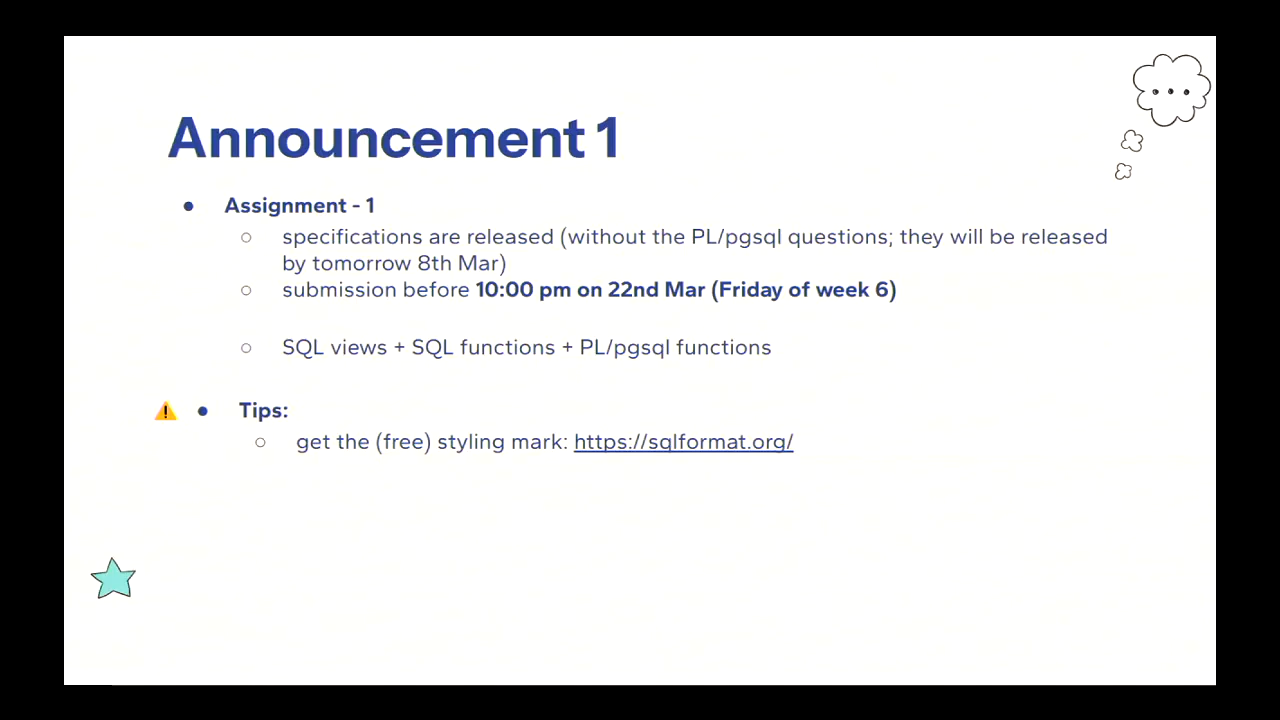 Announcement 1
● Assignment - 1
○ specifications are released (without the PL/pgsql questions; they will be released
by tomorrow 8th Mar)
○ submission before 10:00 pm on 22nd Mar (Friday of week 6)
○ SQL views + SQL functions + PL/pgsql functions
⚠️ ● Tips:
○ get the (free) styling mark: https://sqlformat.org/